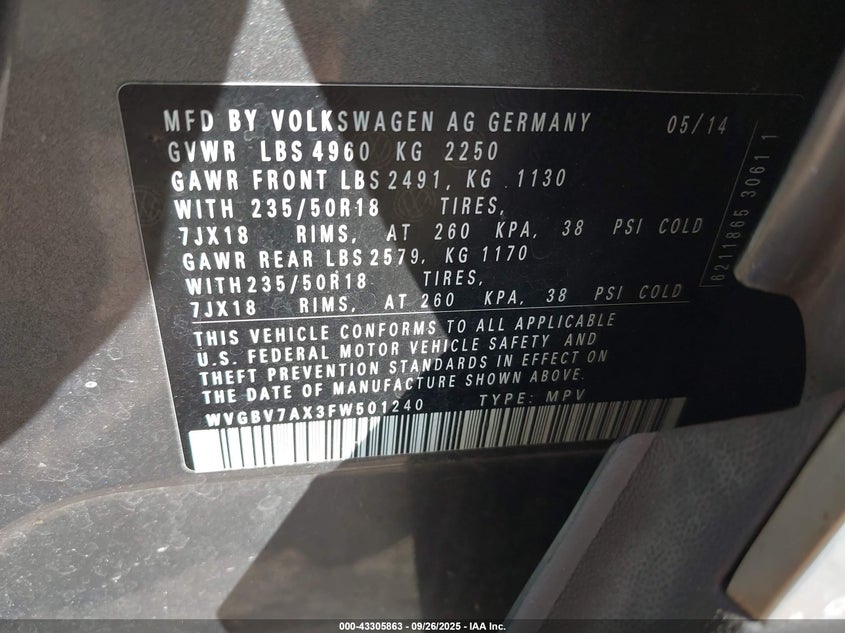 MFD BY VOLKSWAGEN AG GERMANY 05/14
GVWR LBS 4960 KG 2250
GAWR FRONT LBS 2491, KG 1130
WITH 235/50R18 TIRES,
7JX18 RIMS, AT 260 KPA, 38 PSI COLD
GAWR REAR LBS 2579, KG 1170
WITH 235/50R18 TIRES,
7JX18 RIMS, AT 260 KPA, 38 PSI COLD
THIS VEHICLE CONFORMS TO ALL APPLICABLE
U.S. FEDERAL MOTOR VEHICLE SAFETY AND
THEFT PREVENTION STANDARDS IN EFFECT ON
THE DATE OF MANUFACTURE SHOWN ABOVE.
WVGBV7AX3FW501240 TYPE: MPV
8211865 3061 1
000-43305863 - 09/26/2025 - IAA Inc.